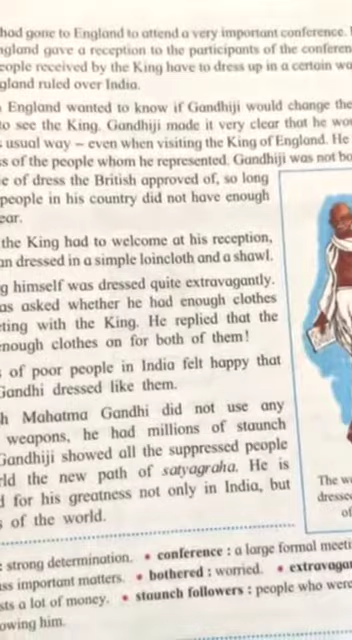 had gone to England to attend a very important conference.
ngland gave a reception to the participants of the conferen
eople received by the King have to dress up in a certain wa
gland ruled over India.
England wanted to know if Gandhiji would change the
to see the King. Gandhiji made it very clear that he wo
usual way – even when visiting the King of England. He
ss of the people whom he represented. Gandhiji was not bo
e of dress the British approved of, so long
people in his country did not have enough
ear.
the King had to welcome at his reception,
an dressed in a simple loincloth and a shawl.
g himself was dressed quite extravagantly.
as asked whether he had enough clothes
eting with the King. He replied that the
nough clothes on for both of them!
of poor people in India felt happy that
Gandhi dressed like them.
h Mahatma Gandhi did not use any
weapons, he had millions of staunch
Gandhiji showed all the suppressed people
rld the new path of satyagraha. He is
d for his greatness not only in India, but
s of the world.
The w
dresse
of
: strong determination. • conference : a large formal meeti
ss important matters. • bothered : worried. • extravagan
sts a lot of money. • staunch followers : people who were
owing him.